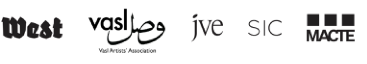 West
vasl وصل
Vasl Artists' Association
jve
SIC
MACTE